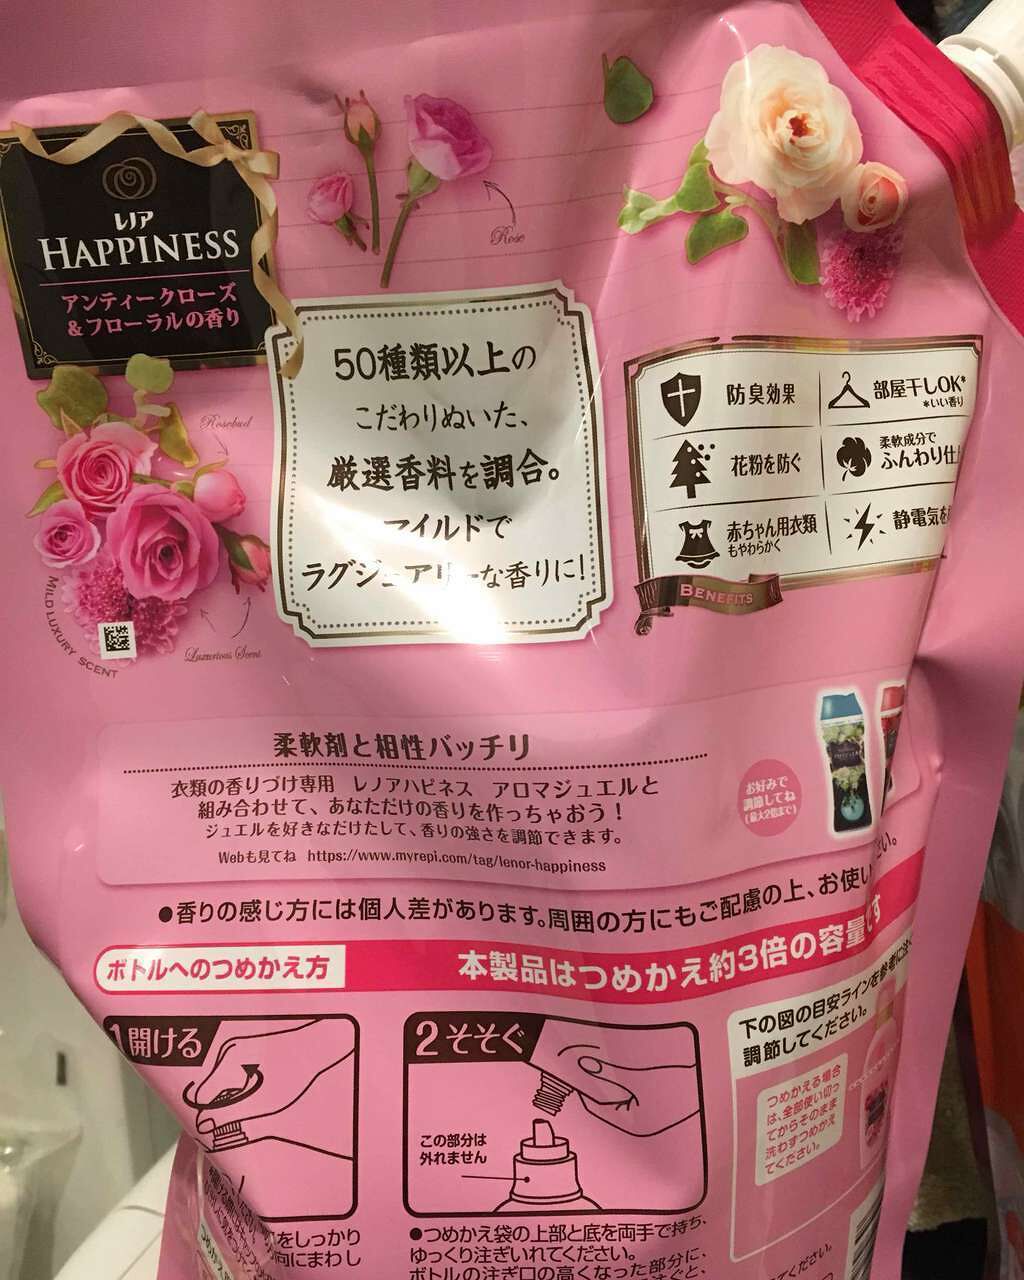 レノア
HAPPINESS
アンティークローズ
&フローラルの香り
Rose
Rosebud
Luxurious Scent
MILD LUXURY SCENT
50種類以上の
こだわりぬいた、
厳選香料を調合。
マイルドで
ラグジュアリーな香りに!
防臭効果
部屋干しOK*
*いい香り
花粉を防ぐ
柔軟成分で
ふんわり仕
赤ちゃん用衣類
もやわらかく
静電気を
BENEFITS
柔軟剤と相性バッチリ
衣類の香りづけ専用 レノアハピネス アロマジュエルと
組み合わせて、あなただけの香りを作っちゃおう!
ジュエルを好きなだけたして、香りの強さを調節できます。
Webも見てね https://www.myrepi.com/tag/lenor-happiness
お好みで
調節してね
(最大2倍まで)
●香りの感じ方には個人差があります。周囲の方にもご配慮の上、お使い
ボトルへのつめかえ方
本製品はつめかえ約3倍の容量です
1開ける
2そそぐ
この部分は
外れません
下の図の目安ラインを参考に
調節してください。
つめかえる場合
は、全部使い切っ
てからそのまま
洗わずつめかえ
てください。
をしっかり
向にまわし
●つめかえ袋の上部と底を両手で持ち、
ゆっくり注ぎいれてください。
ボトルの注ぎ口の高くなった部分に、
てください。